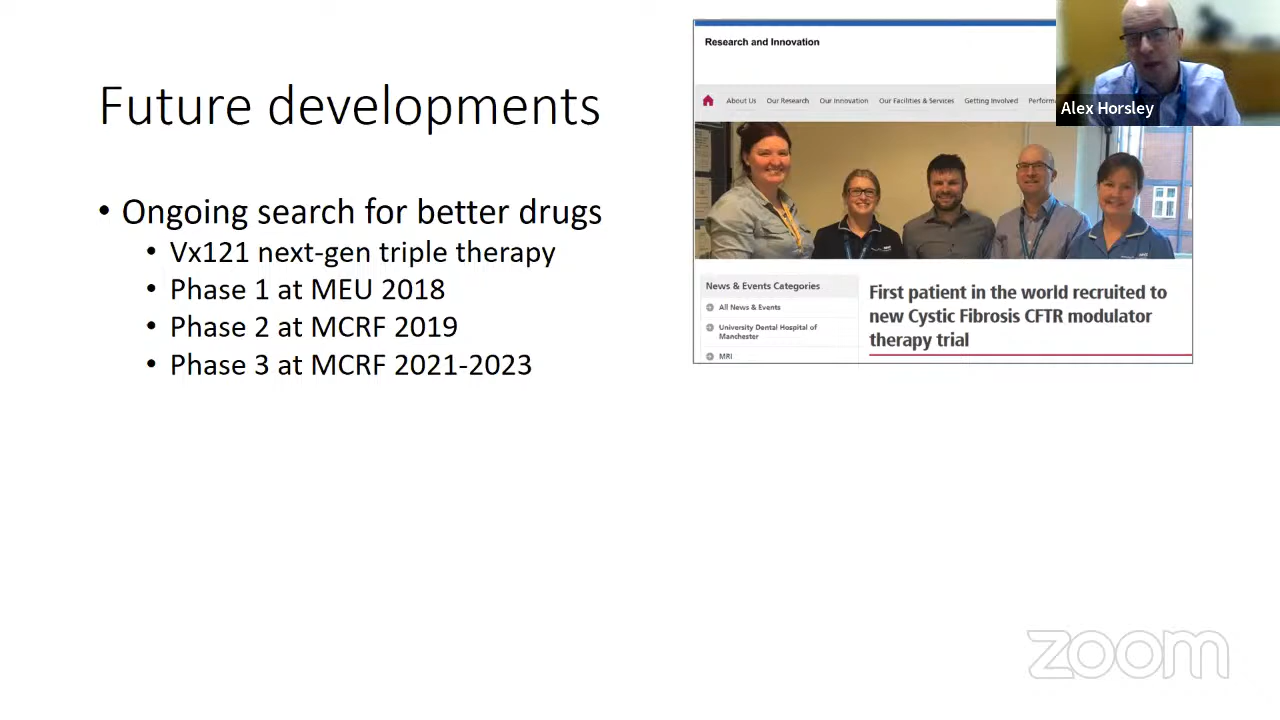 Future developments
• Ongoing search for better drugs
• Vx121 next-gen triple therapy
• Phase 1 at MEU 2018
• Phase 2 at MCRF 2019
• Phase 3 at MCRF 2021-2023
Research and Innovation
About Us Our Research Our Innovation Our Facilities & Services Getting Involved Performa
News & Events Categories
All News & Events
University Dental Hospital of
Manchester
MRI
First patient in the world recruited to
new Cystic Fibrosis CFTR modulator
therapy trial
Alex Horsley
zoom